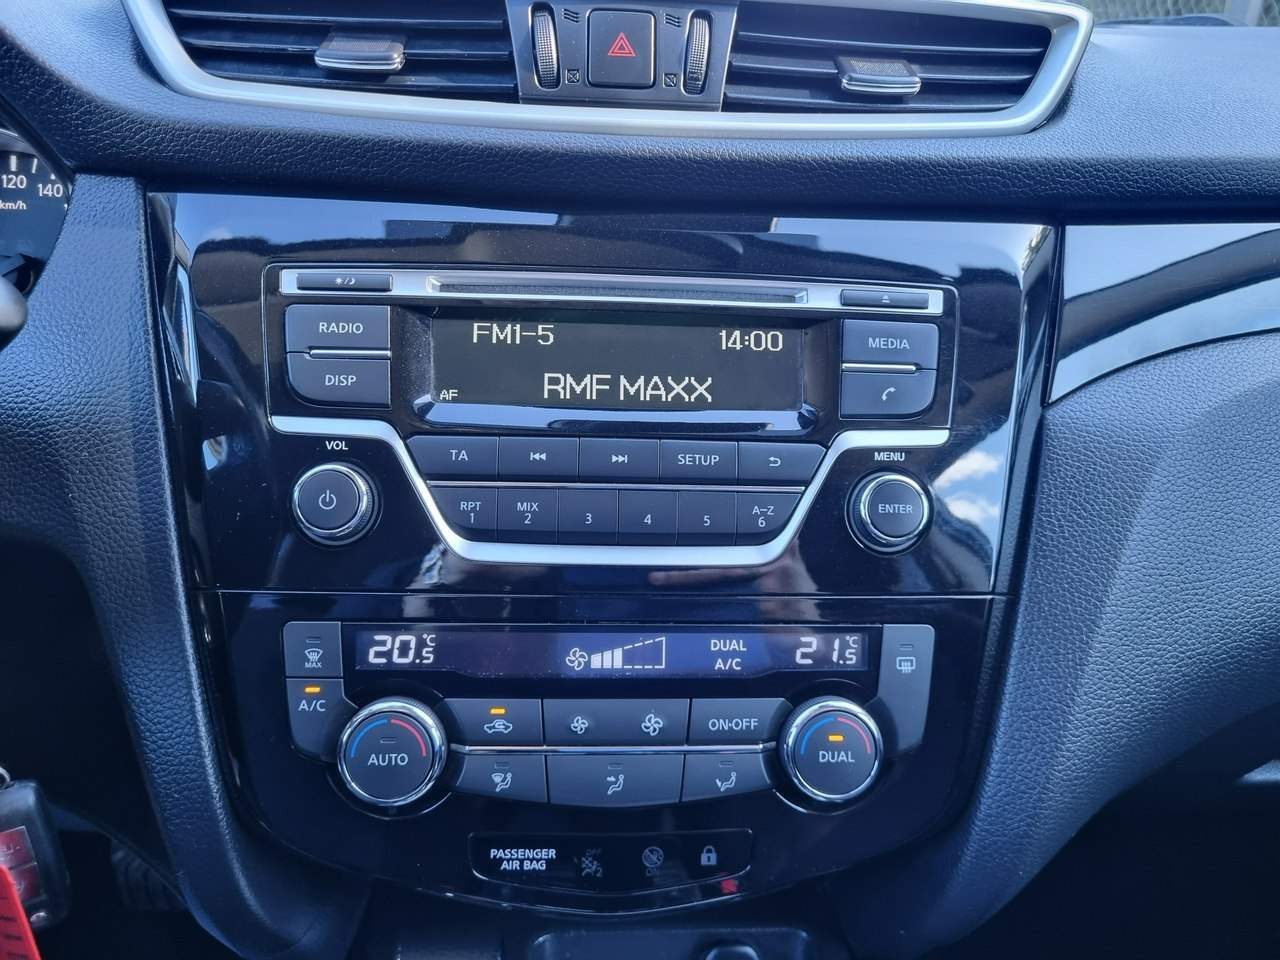 120
140
km/h
RADIO
DISP
FM1-5
14:00
AF
RMF MAXX
MEDIA
VOL
TA
SETUP
MENU
RPT
1
MIX
2
3
4
5
A-Z
6
ENTER
MAX
20.5°C
DUAL
A/C
21.5°C
A/C
AUTO
ON·OFF
DUAL
PASSENGER
AIR BAG
OFF
2